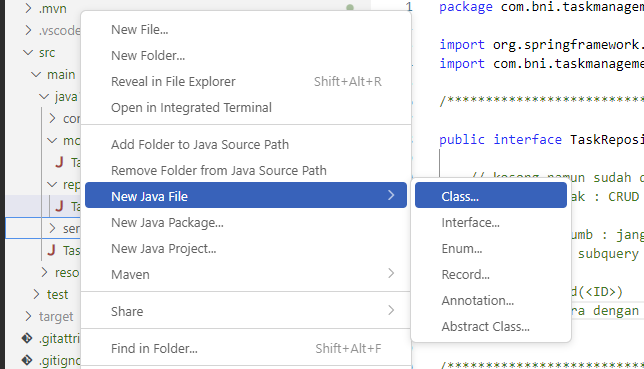 .mvn
.vscode
src
main
java
Ta
Ta
Tas
reso
test
target
.gitattri
.gitigno
New File...
New Folder...
Reveal in File Explorer Shift+Alt+R
Open in Integrated Terminal
Add Folder to Java Source Path
Remove Folder from Java Source Path
New Java File
New Java Package...
New Java Project...
Maven
Share
Find in Folder... Shift+Alt+F
Class...
Interface...
Enum...
Record...
Annotation...
Abstract Class...
1 package com.bni.taskmanagem
import org.springframework.
import com.bni.taskmanageme
/***************************
public interface TaskReposi
ak : CRUD
umb : jang
subquery
d(<ID>)
ra dengan
/***************************